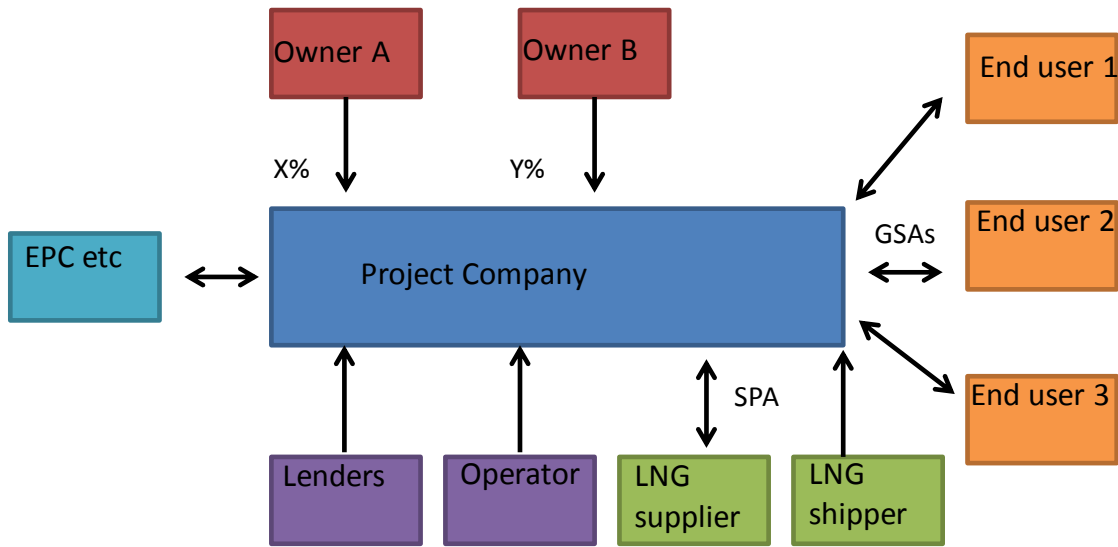 Owner A
Owner B
End user 1
X%
Y%
EPC etc
Project Company
GSAs
End user 2
SPA
End user 3
Lenders
Operator
LNG
supplier
LNG
shipper